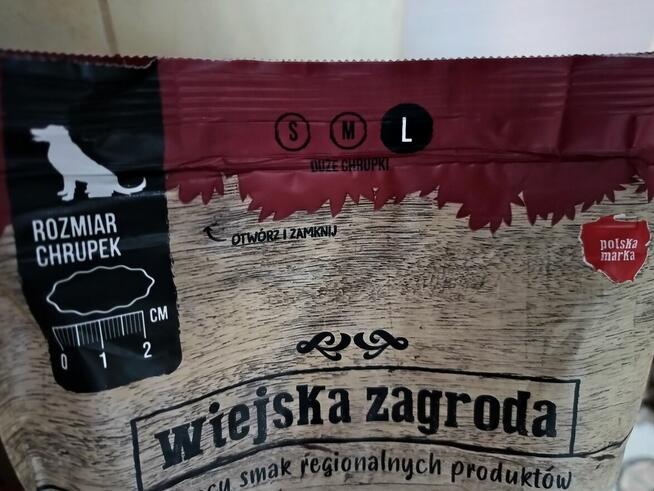 S M L
DUŻE CHRUPKI
ROZMIAR
CHRUPEK
CM
0 1 2
OTWÓRZ I ZAMKNIJ
polska
marka
wiejska zagroda
smak regionalnych produktów